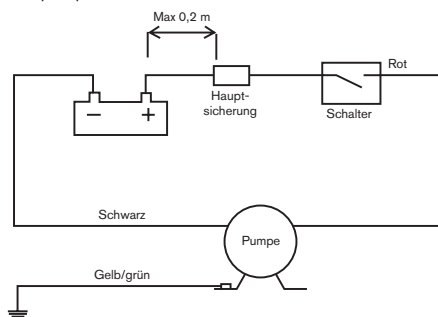 Max 0,2 m
Rot
Haupt-
sicherung
Schalter
Schwarz
Pumpe
Gelb/grün